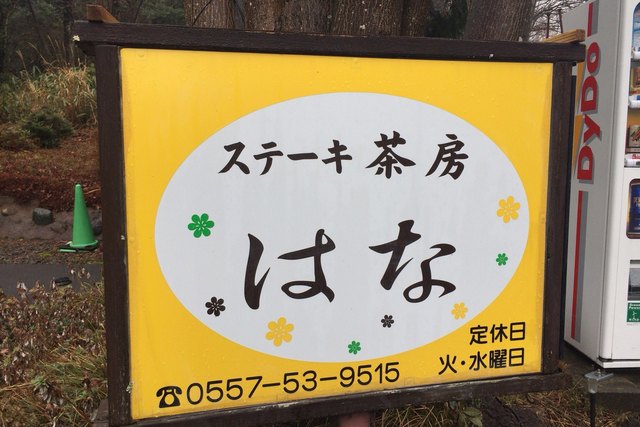 ステーキ茶房
はな
定休日
火・水曜日
☎0557-53-9515
DyDo